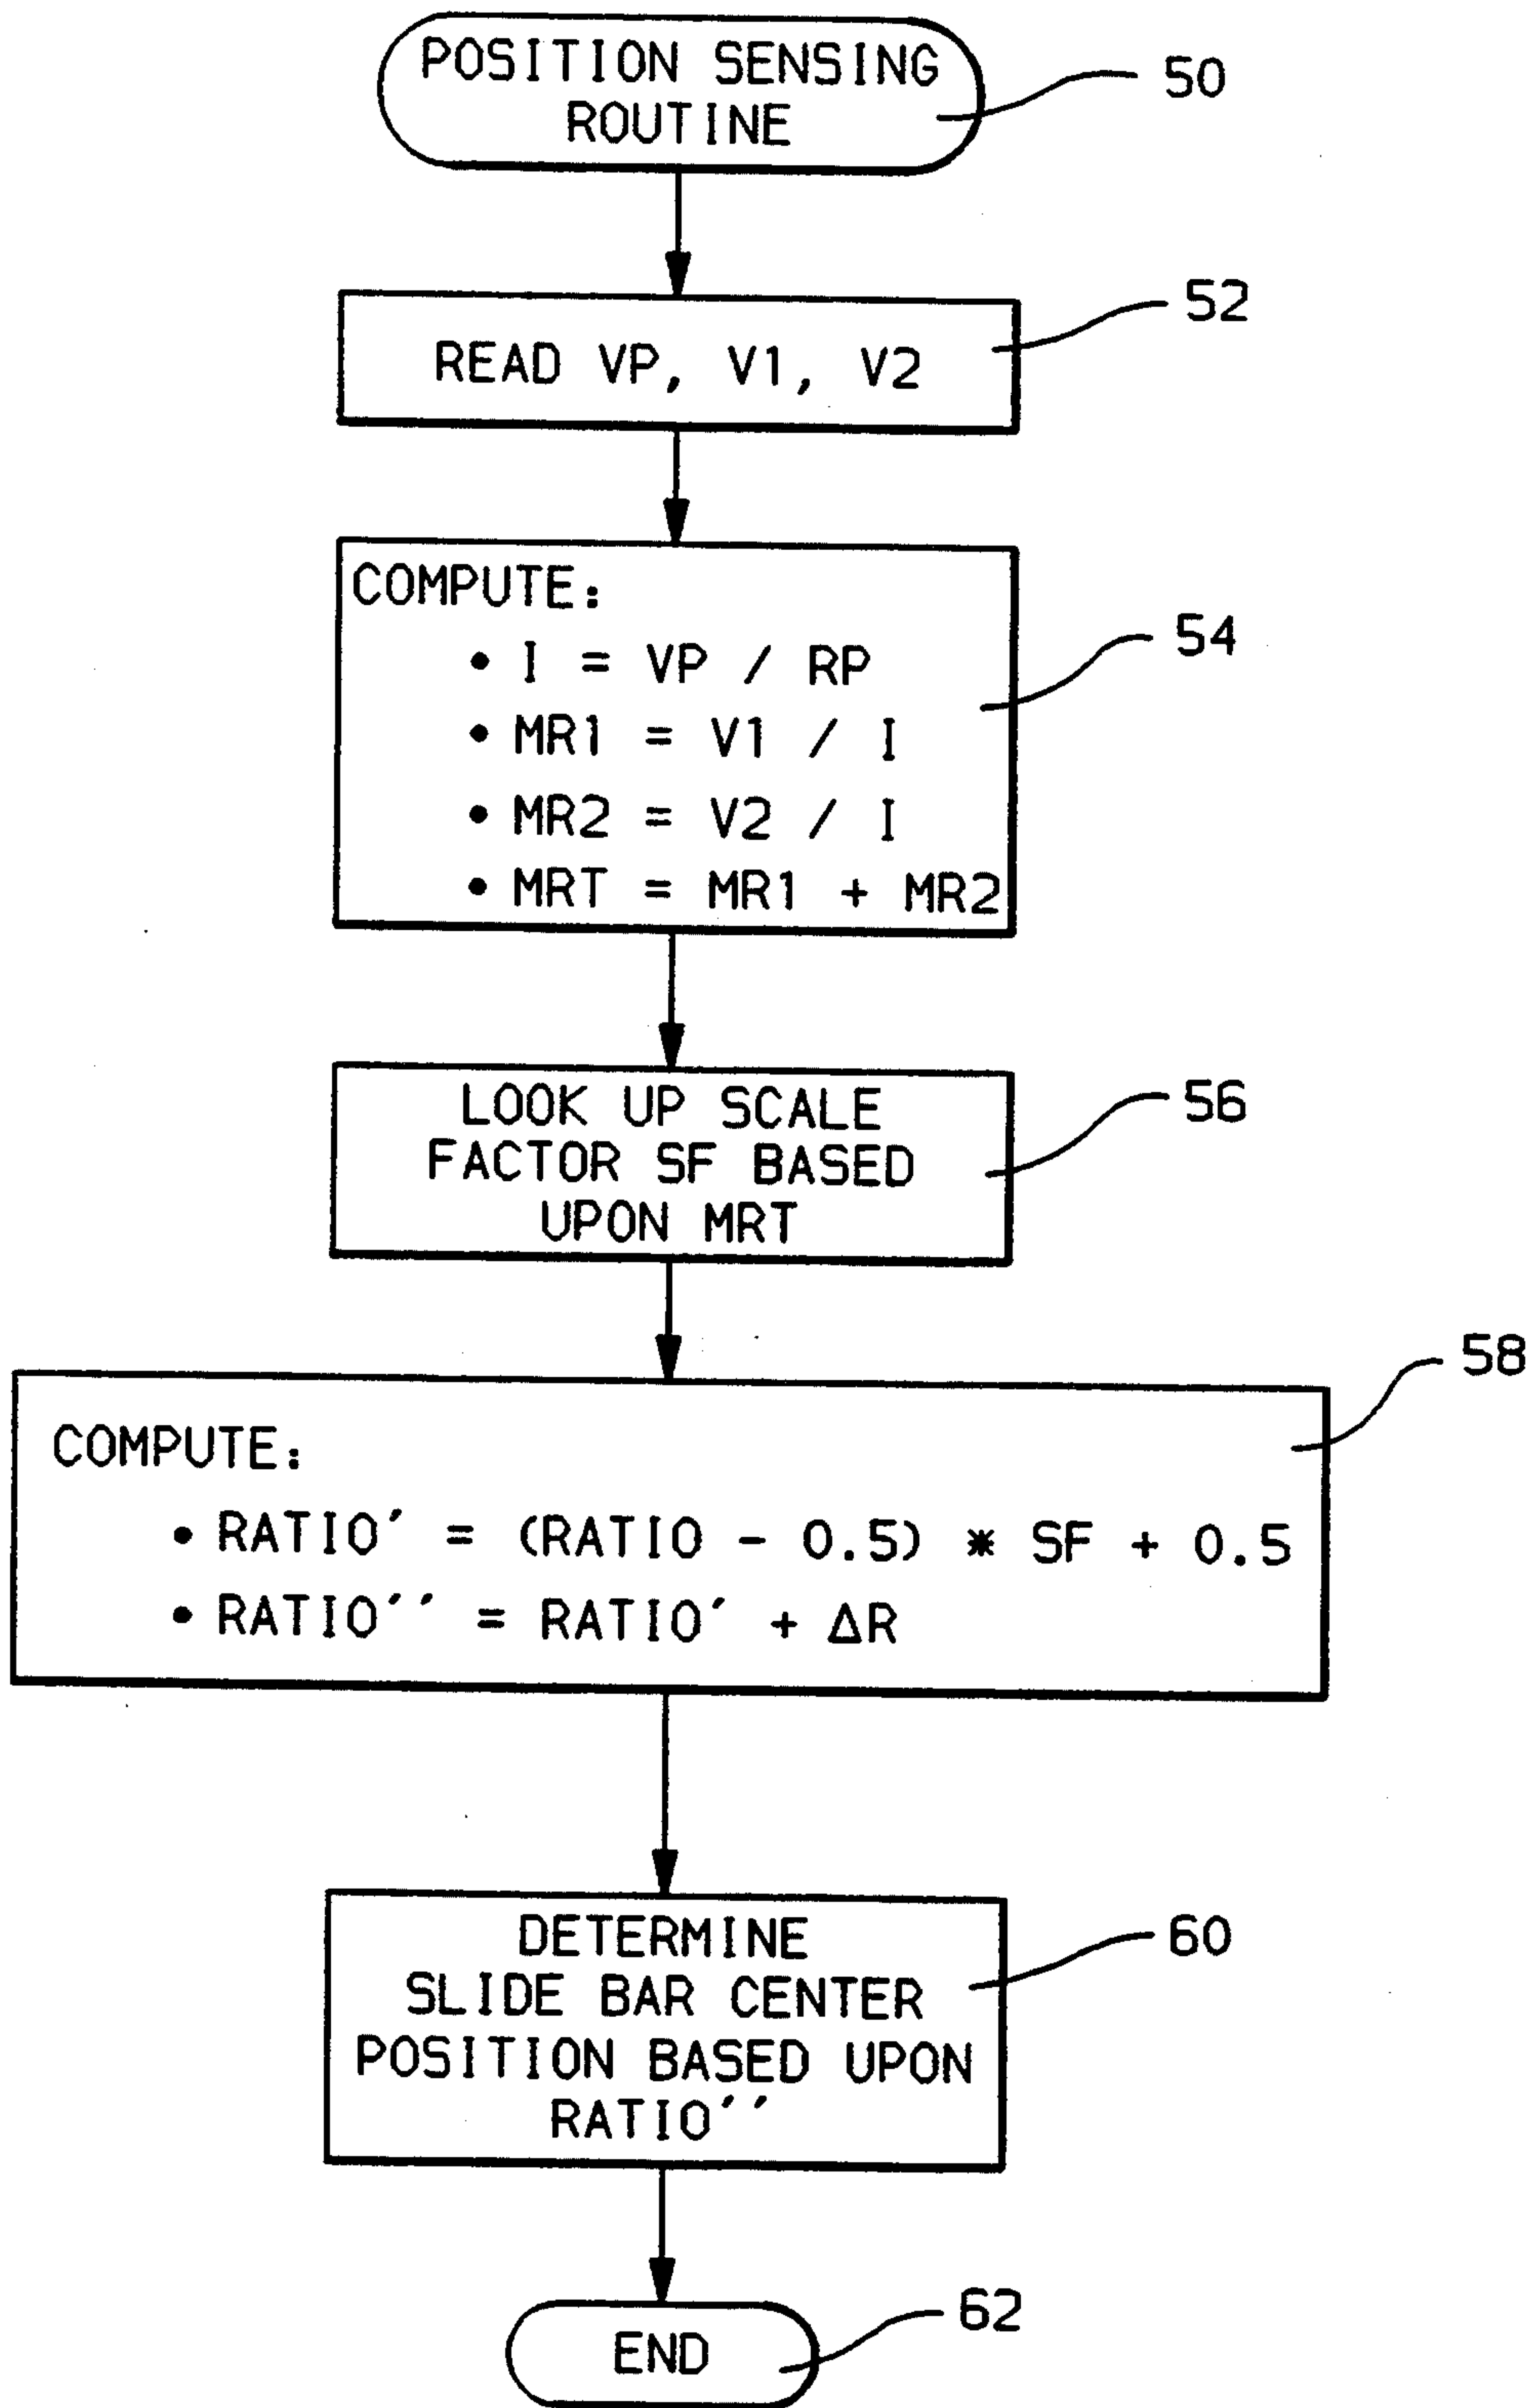 POSITION SENSING
ROUTINE
50
52
READ VP, V1, V2
COMPUTE:
• I = VP / RP
54
• MR1 = V1 / I
• MR2 = V2 / I
• MRT = MR1 + MR2
LOOK UP SCALE
56
FACTOR SF BASED
UPON MRT
58
COMPUTE:
• RATIO′ = (RATIO - 0.5) * SF + 0.5
• RATIO′′ = RATIO′ + ΔR
DETERMINE
60
SLIDE BAR CENTER
POSITION BASED UPON
RATIO′′
62
END